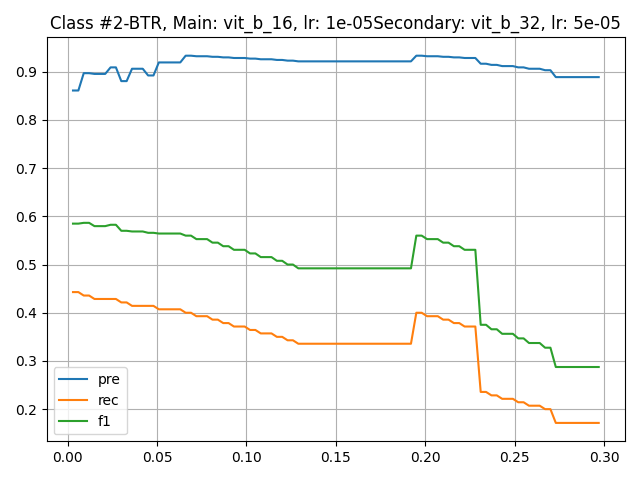 Class #2-BTR, Main: vit_b_16, lr: 1e-05Secondary: vit_b_32, lr: 5e-05
0.9
0.8
0.7
0.6
0.5
0.4
0.3
0.2
pre
rec
f1
0.00 0.05 0.10 0.15 0.20 0.25 0.30